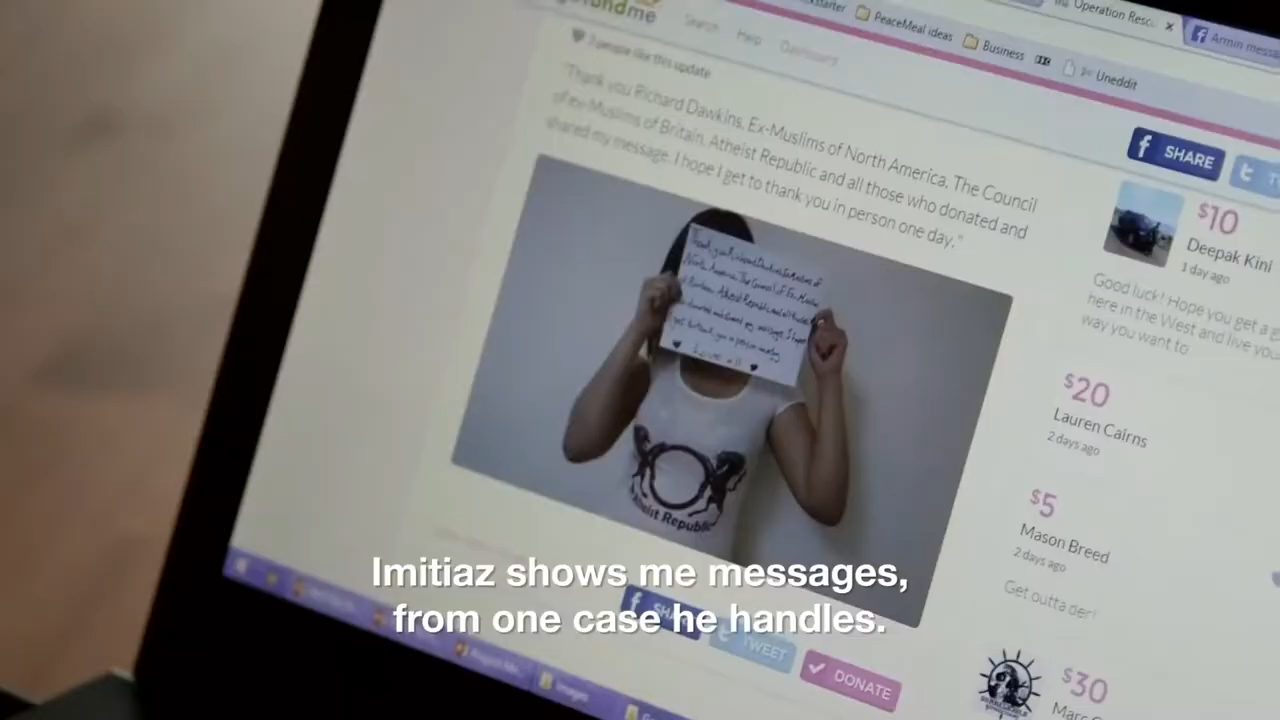 fundme
Search
Help
Dashboard
PeaceMeal ideas
Business
Uneddit
Operation Resc
Armin messa
people like this update
"Thank you Richard Dawkins, Ex-Muslims of North America, The Council
of ex-Muslims of Britain, Atheist Republic and all those who donated and
shared my message. I hope I get to thank you in person one day,"
SHARE
$10
Deepak Kini
1 day ago
Good luck! Hope you get a
here in the West and live you
way you want to
$20
Lauren Cairns
2 days ago
$5
Mason Breed
2 days ago
Get outta der!
$30
Republic
Imitiaz shows me messages,
from one case he handles.
TWEET
DONATE
Images